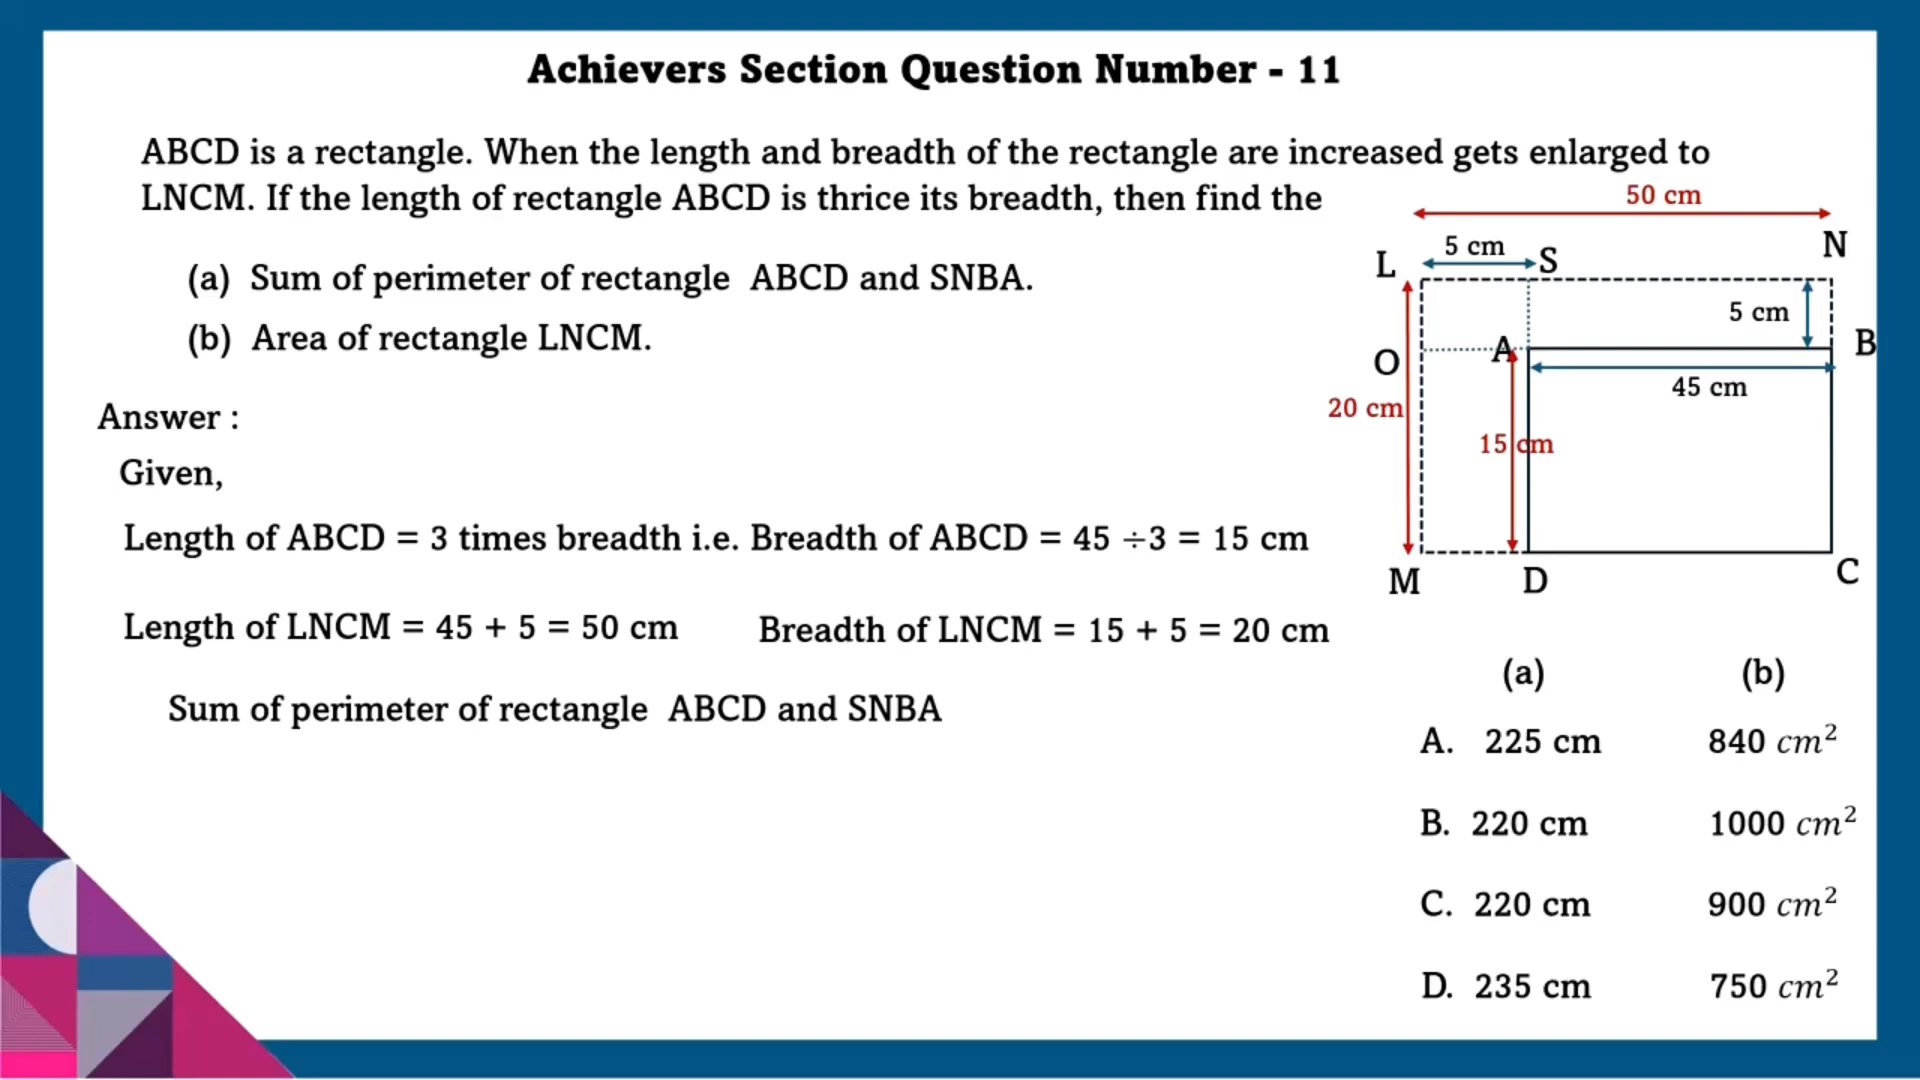 Achievers Section Question Number - 11
ABCD is a rectangle. When the length and breadth of the rectangle are increased gets enlarged to
LNCM. If the length of rectangle ABCD is thrice its breadth, then find the
(a) Sum of perimeter of rectangle ABCD and SNBA.
(b) Area of rectangle LNCM.
50 cm
L
5 cm
S
N
5 cm
O
A
B
45 cm
20 cm
15 cm
M
D
C
Answer :
Given,
Length of ABCD = 3 times breadth i.e. Breadth of ABCD = 45 ÷3 = 15 cm
Length of LNCM = 45 + 5 = 50 cm
Breadth of LNCM = 15 + 5 = 20 cm
Sum of perimeter of rectangle ABCD and SNBA
(a) (b)
A. 225 cm 840 cm²
B. 220 cm 1000 cm²
C. 220 cm 900 cm²
D. 235 cm 750 cm²